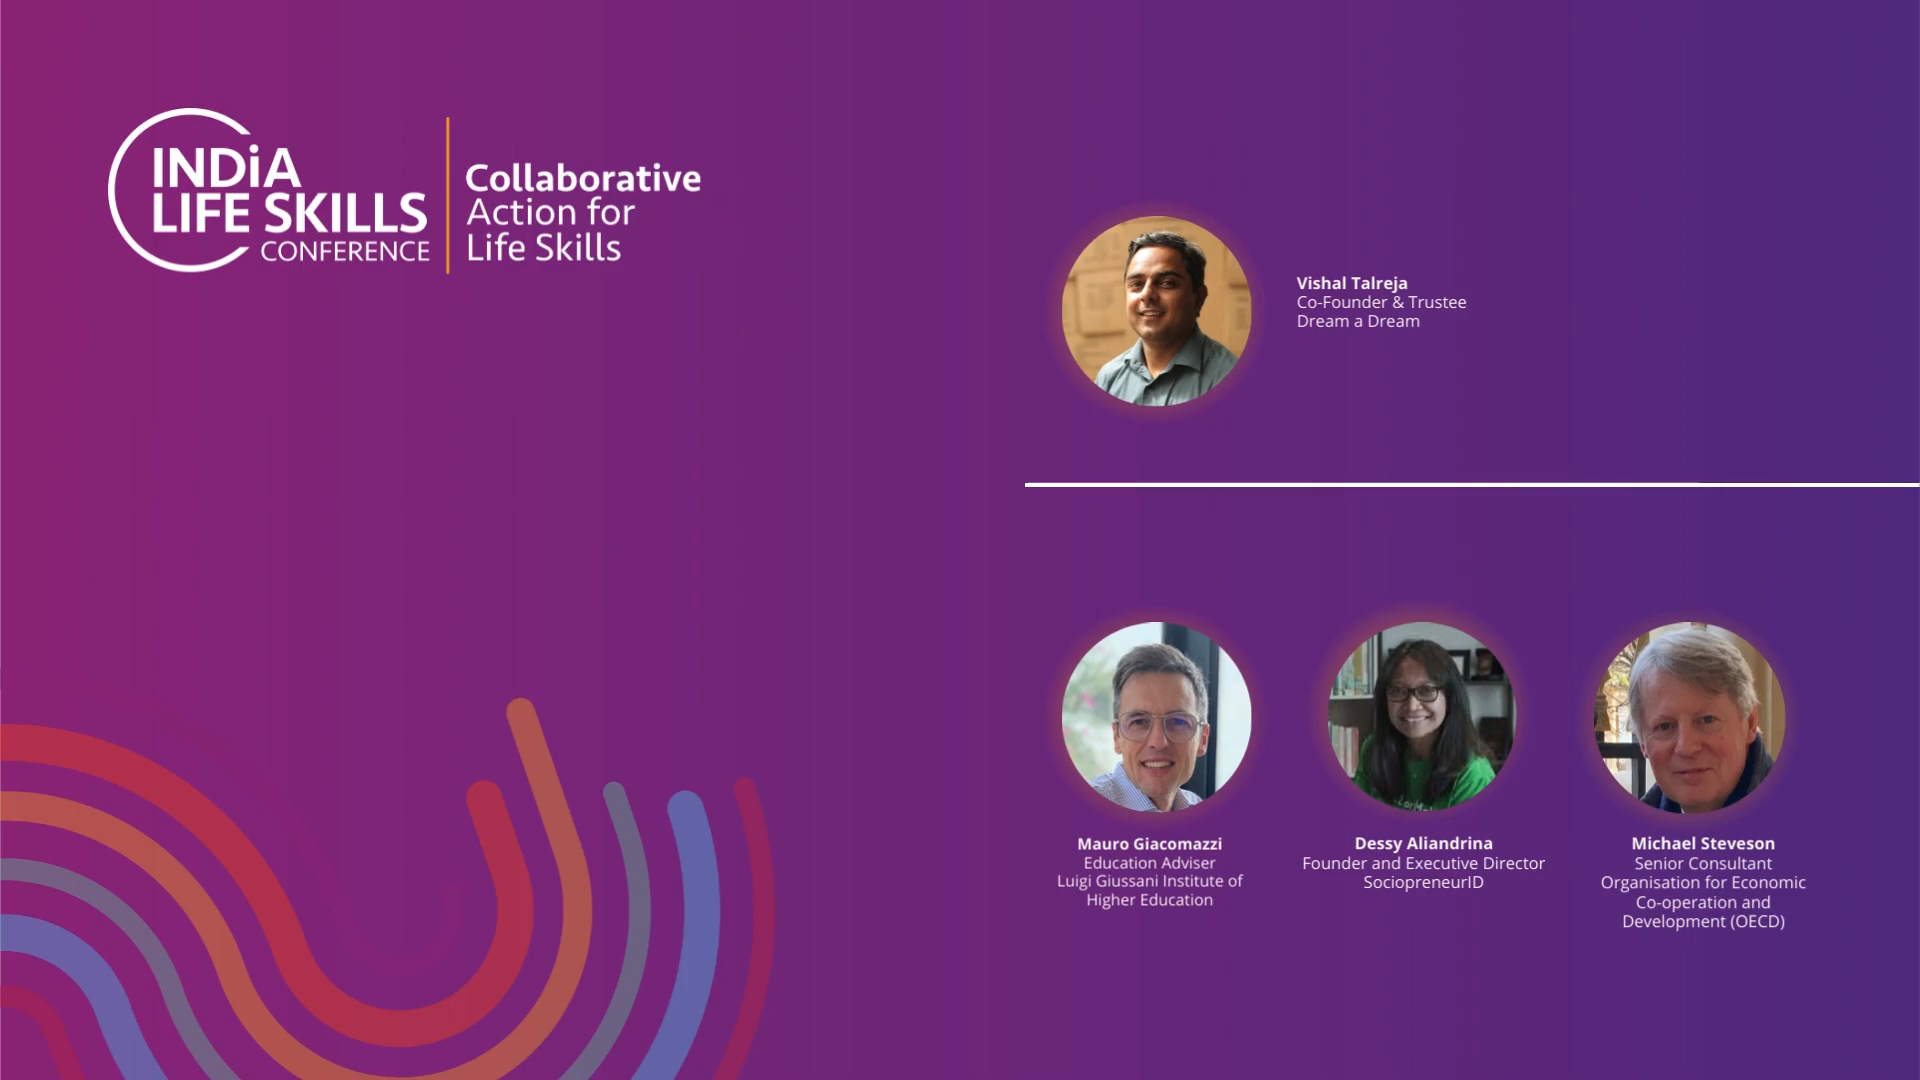 INDiA
LIFE SKILLS
CONFERENCE
Collaborative
Action for
Life Skills
Vishal Talreja
Co-Founder & Trustee
Dream a Dream
Mauro Giacomazzi
Education Adviser
Luigi Giussani Institute of
Higher Education
Dessy Aliandrina
Founder and Executive Director
SociopreneurID
Michael Steveson
Senior Consultant
Organisation for Economic
Co-operation and
Development (OECD)